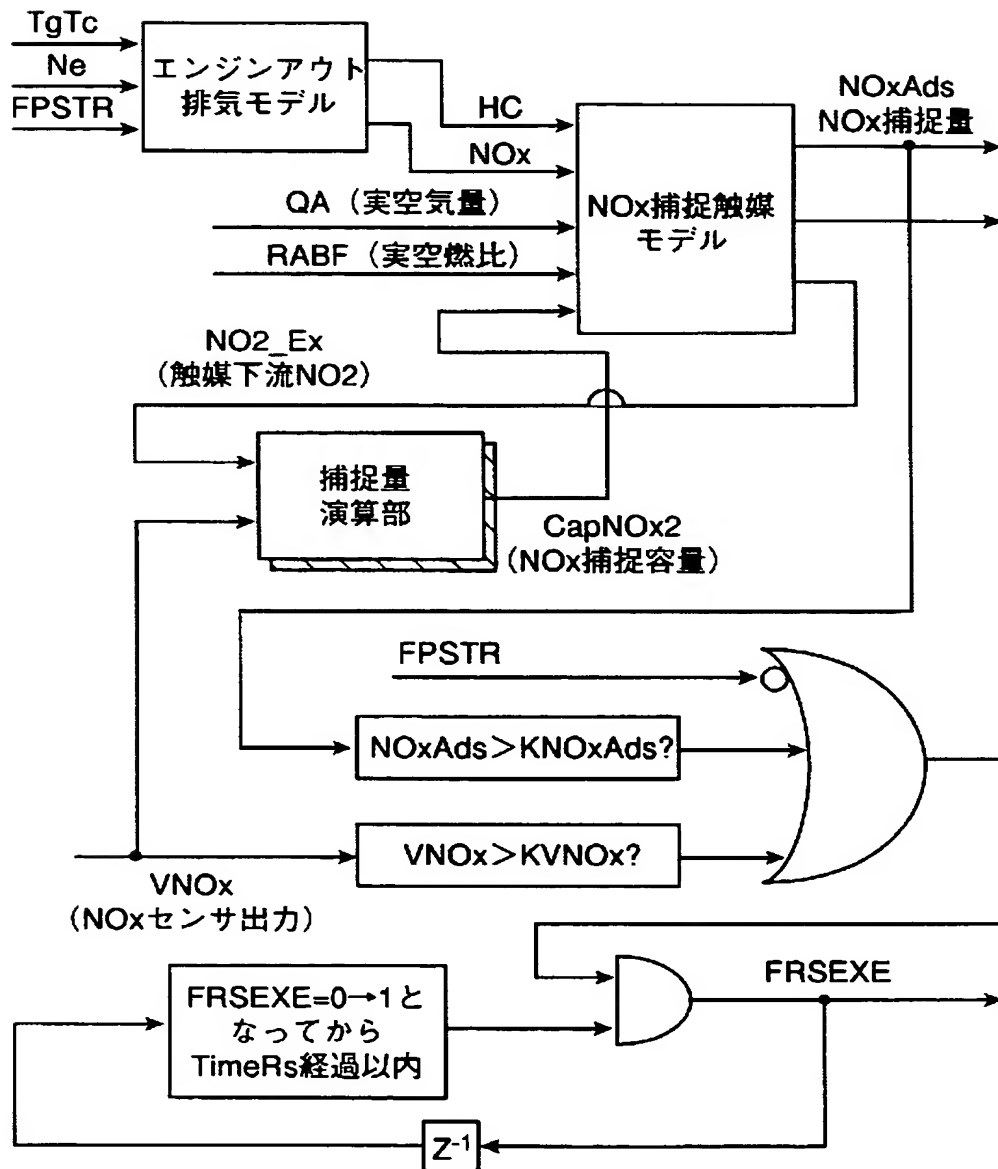 TgTc
Ne
FPSTR
エンジンアウト
排気モデル
HC
NOx
QA（実空気量）
RABF（実空燃比）
NOx捕捉触媒
モデル
NOxAds
NOx捕捉量
NO2_Ex
（触媒下流NO2）
捕捉量
演算部
CapNOx2
（NOx捕捉容量）
FPSTR
NOxAds＞KNOxAds?
VNOx＞KVNOx?
VNOx
（NOxセンサ出力）
FRSEXE=0→1と
なってから
TimeRs経過以内
FRSEXE
Z⁻¹